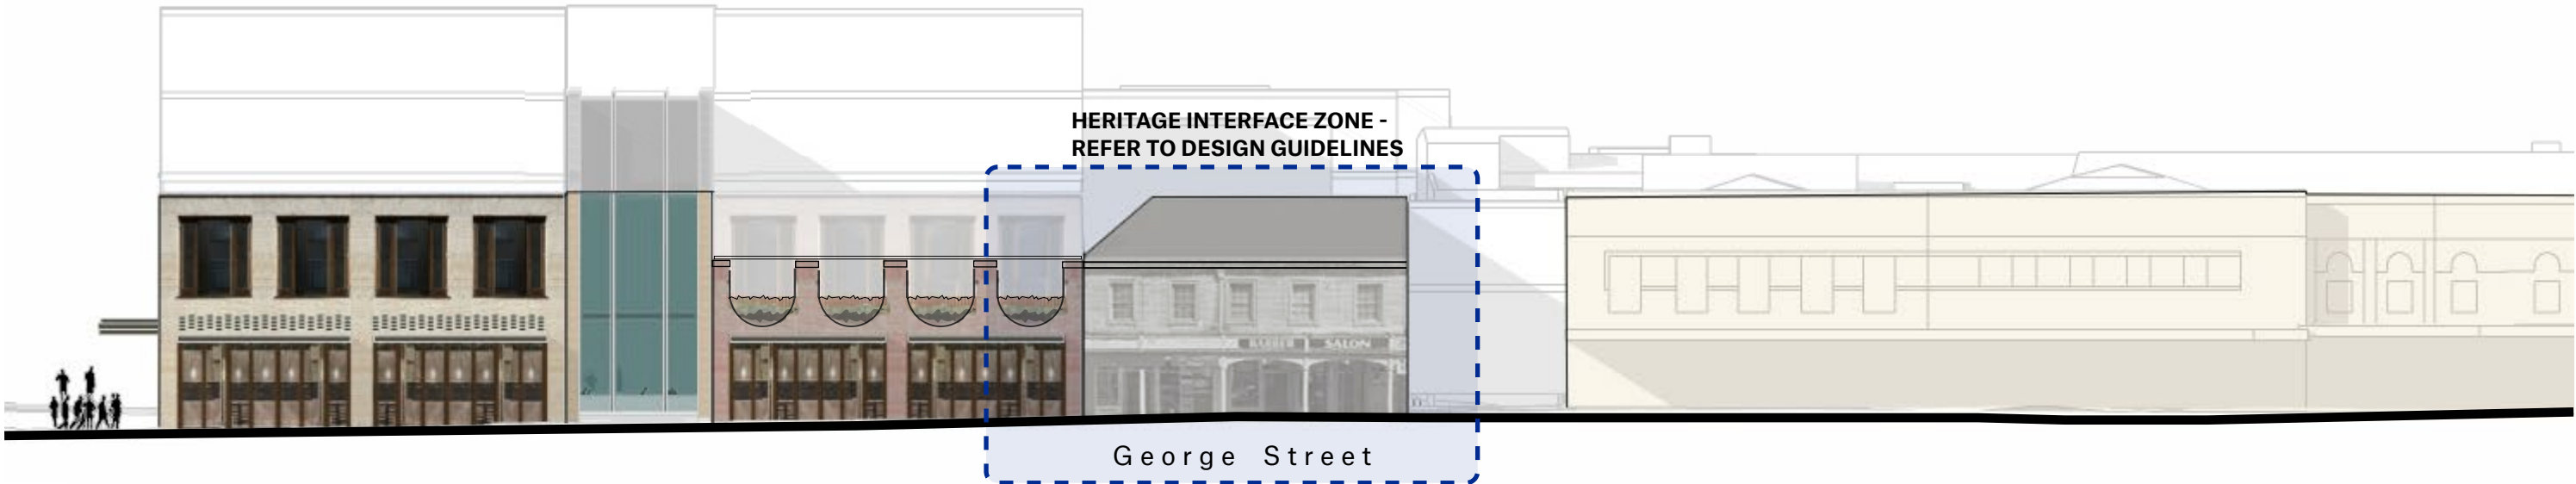 HERITAGE INTERFACE ZONE -
REFER TO DESIGN GUIDELINES
BARBER SALON
George Street